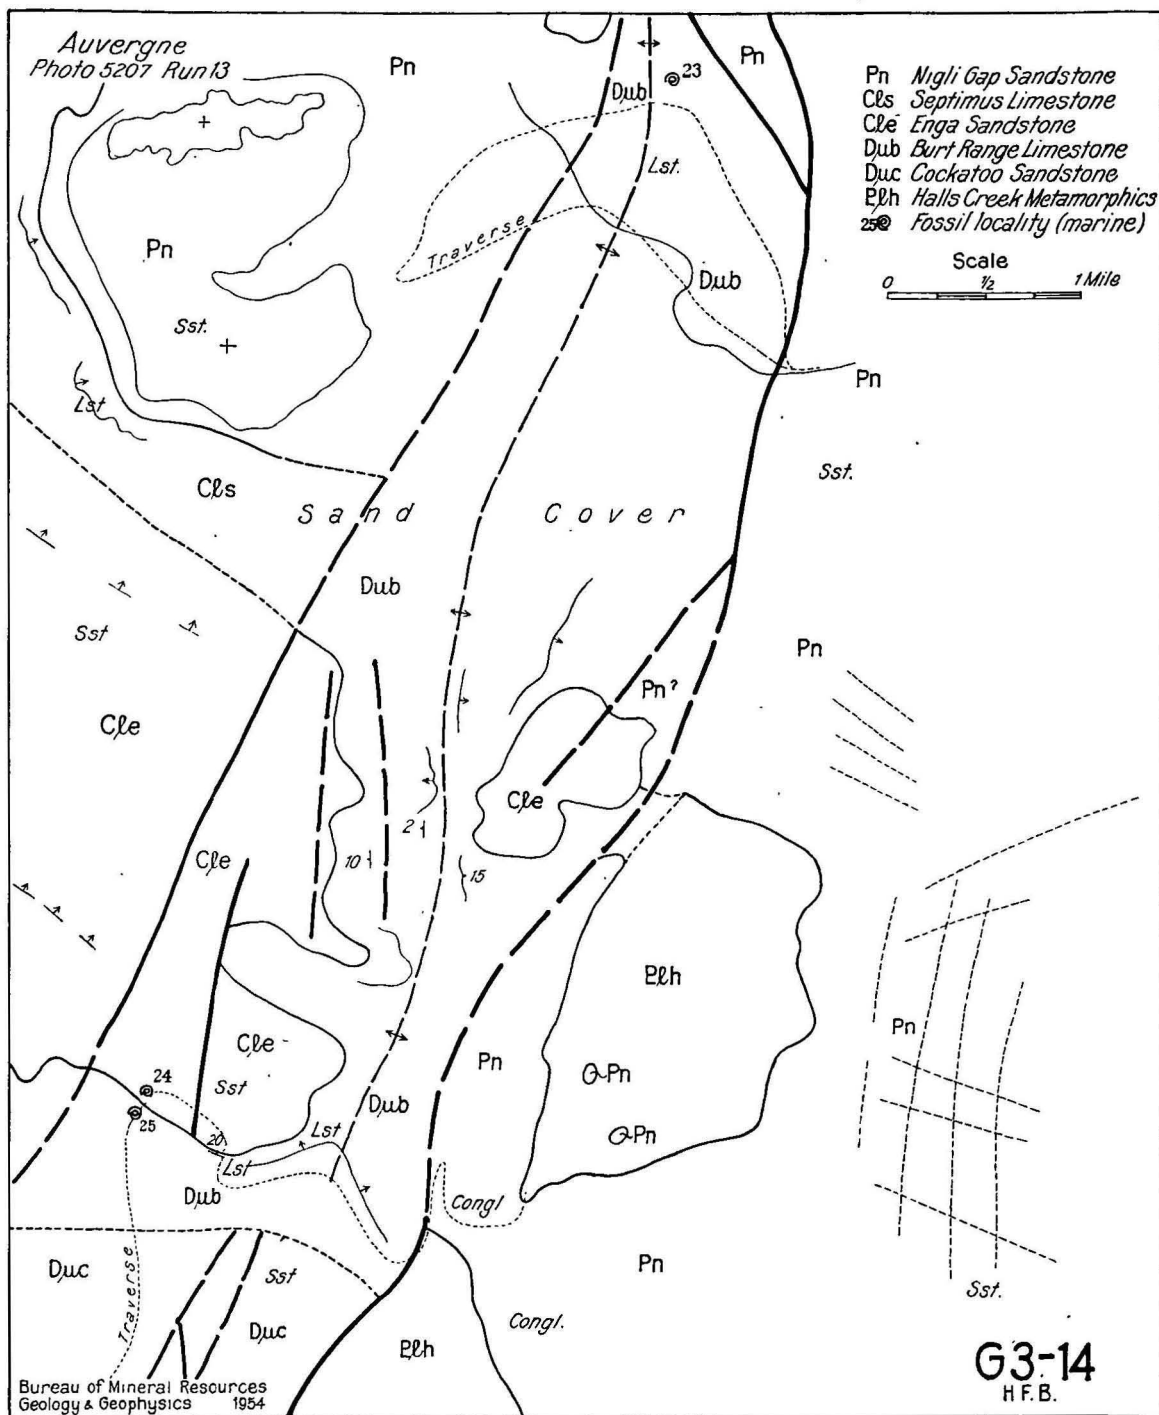 Auvergne
Photo 5207 Run 13
Pn
Pn
23
Dub
Pn Nigli Gap Sandstone
Cls Septimus Limestone
Cle Enga Sandstone
Dub Burt Range Limestone
Duc Cockatoo Sandstone
Plh Halls Creek Metamorphics
25 Fossil locality (marine)
Scale
0 1/2 1 Mile
Lst.
Traverse
Pn
Dub
Sst.
Pn
Lst
Sst.
Cls
Sand Cover
Dub
Sst
Pn
Pn?
Cle
Cle
2
Cle
10
15
Plh
Pn
Cle
Pn
Pn
24
Sst
Dub
Pn
25
20
Lst
Lst
Dub
Congl
Duc
Sst
Pn
Sst.
Traverse
Duc
Congl.
Plh
G3-14
H.F.B.
Bureau of Mineral Resources
Geology & Geophysics 1954